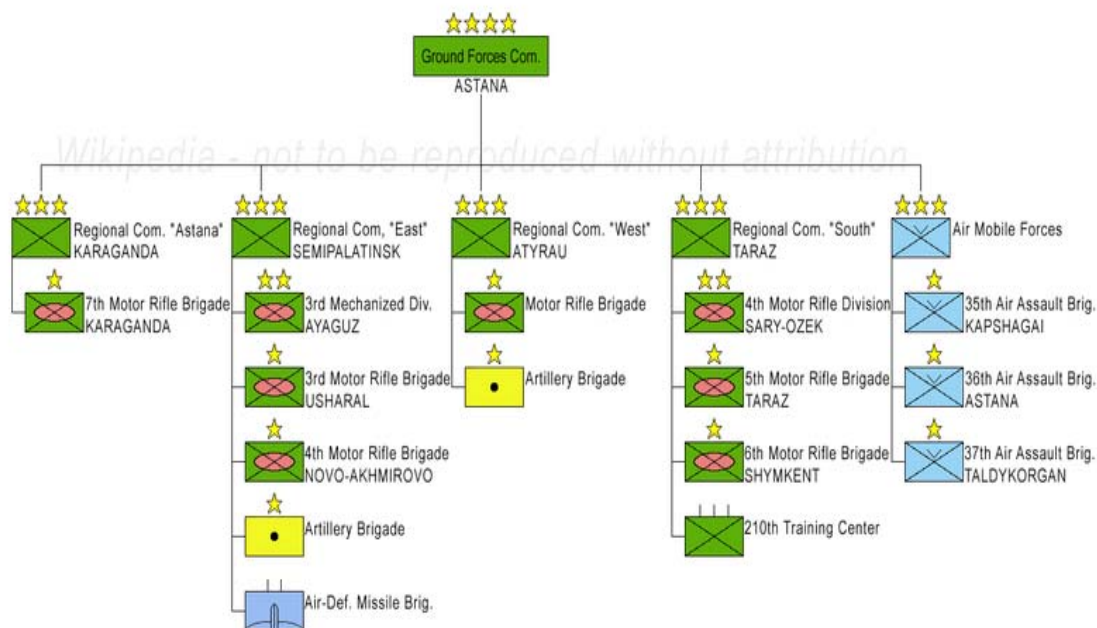 Ground Forces Com.
ASTANA
Wikipedia - not to be reproduced without attribution
Regional Com. "Astana"
KARAGANDA
7th Motor Rifle Brigade
KARAGANDA
Regional Com, "East"
SEMIPALATINSK
3rd Mechanized Div.
AYAGUZ
3rd Motor Rifle Brigade
USHARAL
4th Motor Rifle Brigade
NOVO-AKHMIROVO
Artillery Brigade
Air-Def. Missile Brig.
Regional Com. "West"
ATYRAU
Motor Rifle Brigade
Artillery Brigade
Regional Com. "South"
TARAZ
4th Motor Rifle Division
SARY-OZEK
5th Motor Rifle Brigade
TARAZ
6th Motor Rifle Brigade
SHYMKENT
210th Training Center
Air Mobile Forces
35th Air Assault Brig.
KAPSHAGAI
36th Air Assault Brig.
ASTANA
37th Air Assault Brig.
TALDYKORGAN